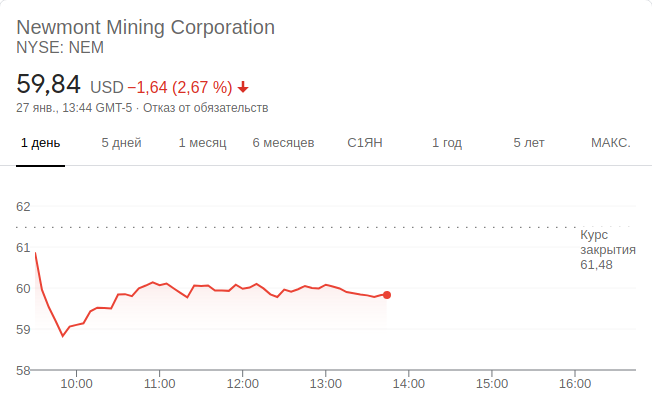 Newmont Mining Corporation
NYSE: NEM
59,84 USD −1,64 (2,67 %)
27 янв., 13:44 GMT-5 · Отказ от обязательств
1 день 5 дней 1 месяц 6 месяцев С1ЯН 1 год 5 лет МАКС.
62
Курс
закрытия
61,48
61
60
59
58
10:00 11:00 12:00 13:00 14:00 15:00 16:00